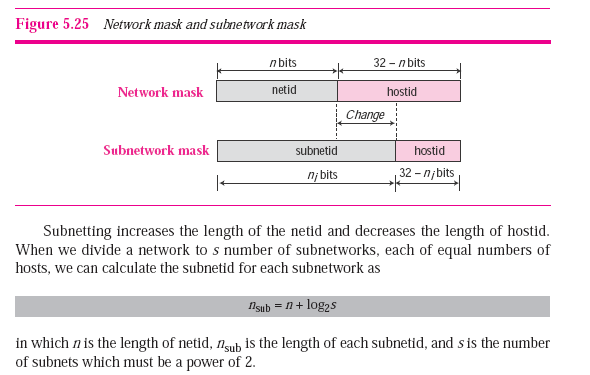 Figure 5.25 Network mask and subnetwork mask
n bits 32 – n bits
Network mask netid hostid
Change
Subnetwork mask subnetid hostid
nᵢ bits 32 – nᵢ bits
Subnetting increases the length of the netid and decreases the length of hostid.
When we divide a network to s number of subnetworks, each of equal numbers of
hosts, we can calculate the subnetid for each subnetwork as
nsub = n + log₂s
in which n is the length of netid, nsub is the length of each subnetid, and s is the number
of subnets which must be a power of 2.